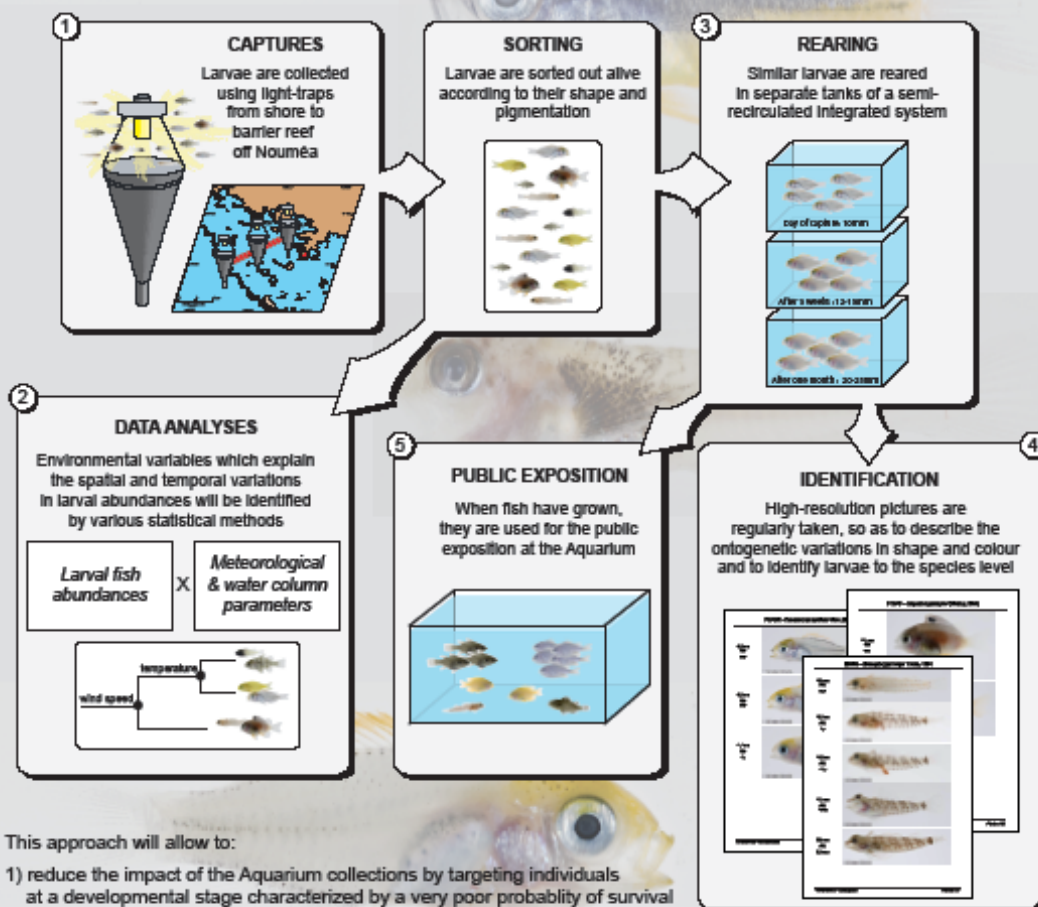 1
CAPTURES
Larvae are collected
using light-traps
from shore to
barrier reef
off Nouméa
SORTING
Larvae are sorted out alive
according to their shape and
pigmentation
3
REARING
Similar larvae are reared
in separate tanks of a semi-
recirculated integrated system
2
DATA ANALYSES
Environmental variables which explain
the spatial and temporal variations
in larval abundances will be identified
by various statistical methods
Larval fish
abundances
X
Meteorological
& water column
parameters
temperature
wind speed
5
PUBLIC EXPOSITION
When fish have grown,
they are used for the public
exposition at the Aquarium
4
IDENTIFICATION
High-resolution pictures are
regularly taken, so as to describe the
ontogenetic variations in shape and colour
and to identify larvae to the species level
This approach will allow to:
1) reduce the impact of the Aquarium collections by targeting individuals
at a developmental stage characterized by a very poor probablity of survival